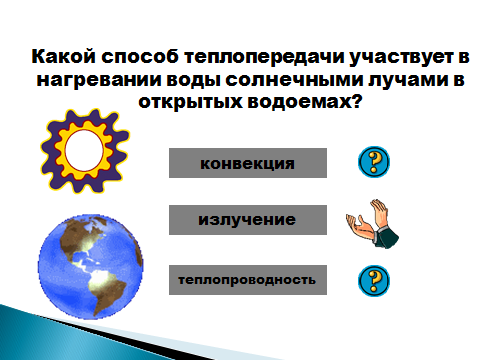 Какой способ теплопередачи участвует в
нагревании воды солнечными лучами в
открытых водоемах?
конвекция
?
излучение
теплопроводность
?